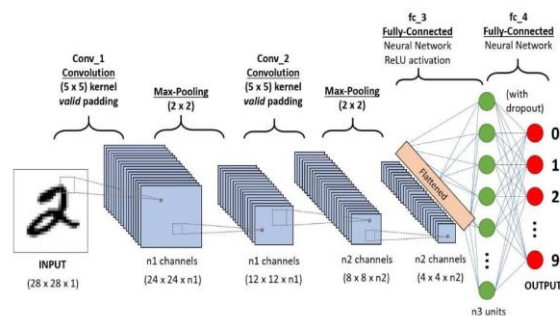 fc_3
Fully-Connected
Neural Network
ReLU activation
fc_4
Fully-Connected
Neural Network
Conv_1
Convolution
(5 x 5) kernel
valid padding
Max-Pooling
(2 x 2)
Conv_2
Convolution
(5 x 5) kernel
valid padding
Max-Pooling
(2 x 2)
(with
dropout)
0
1
2
9
Flattened
2
INPUT
(28 x 28 x 1)
n1 channels
(24 x 24 x n1)
n1 channels
(12 x 12 x n1)
n2 channels
(8 x 8 x n2)
n2 channels
(4 x 4 x n2)
OUTPUT
n3 units